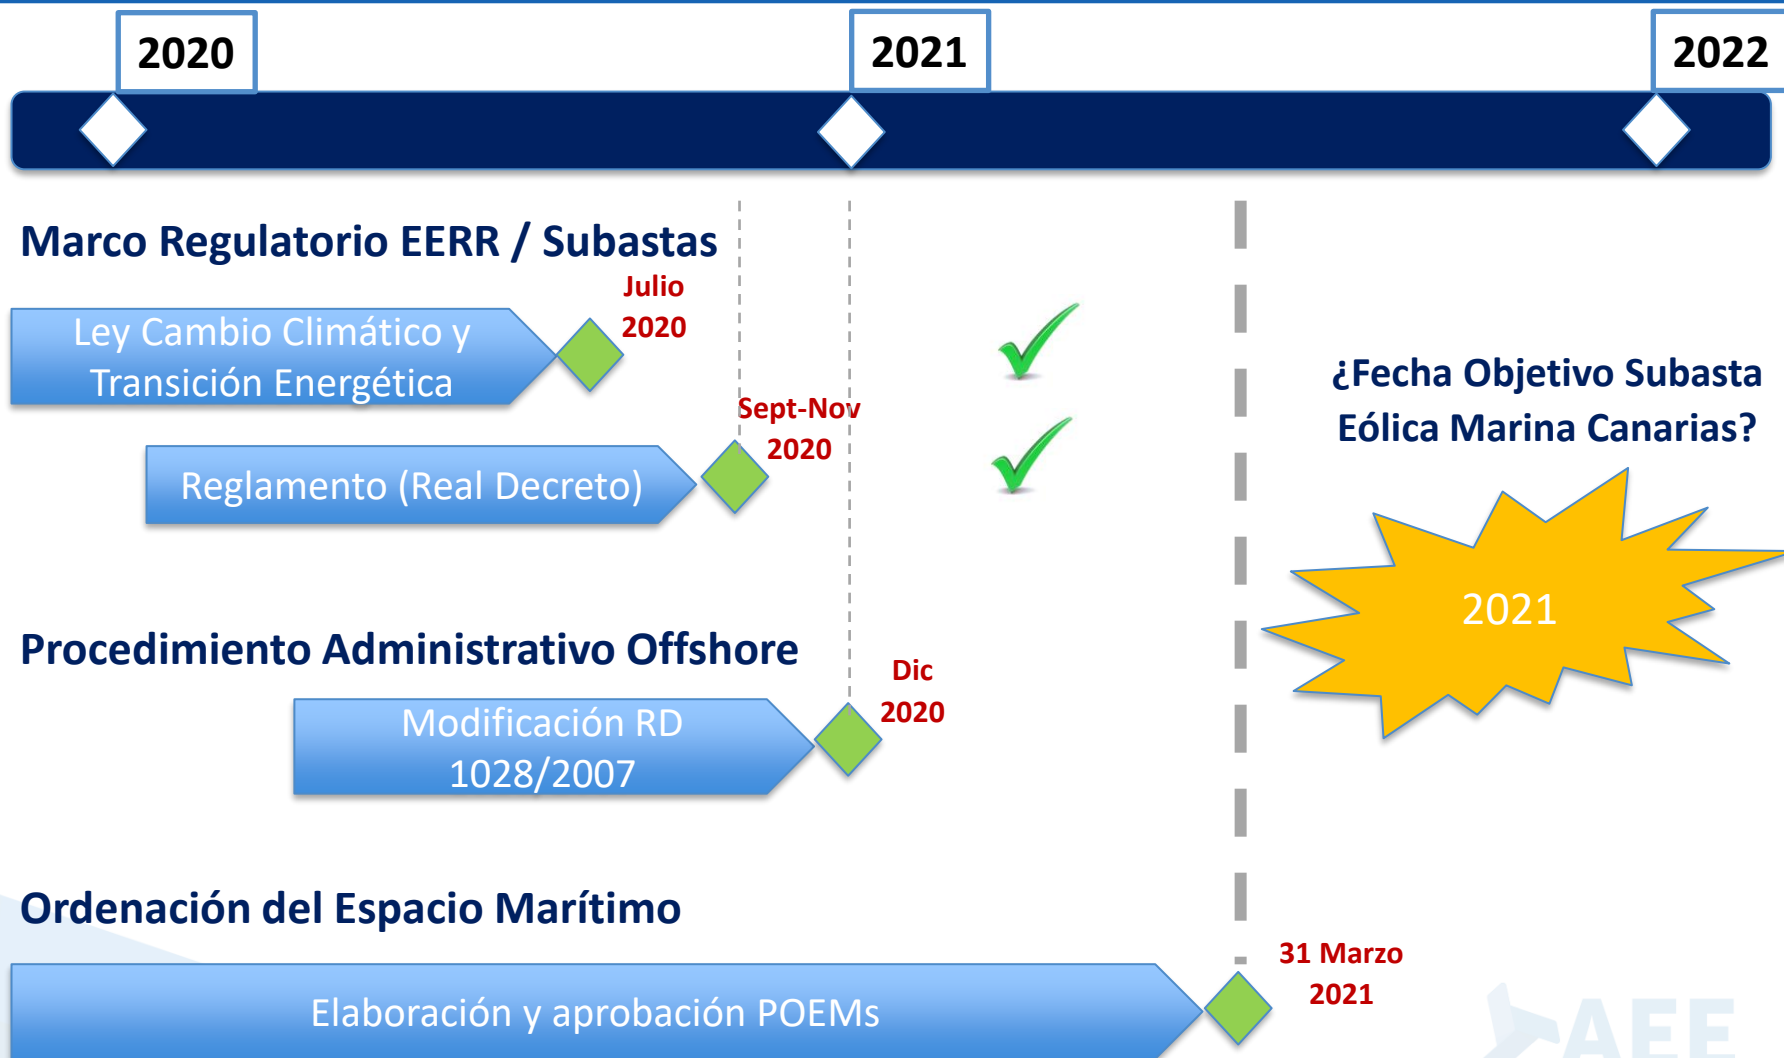 2020
2021
2022
Marco Regulatorio EERR / Subastas
Julio
2020
Ley Cambio Climático y
Transición Energética
Sept-Nov
2020
Reglamento (Real Decreto)
¿Fecha Objetivo Subasta
Eólica Marina Canarias?
2021
Procedimiento Administrativo Offshore
Dic
2020
Modificación RD
1028/2007
Ordenación del Espacio Marítimo
31 Marzo
2021
Elaboración y aprobación POEMs
AEE